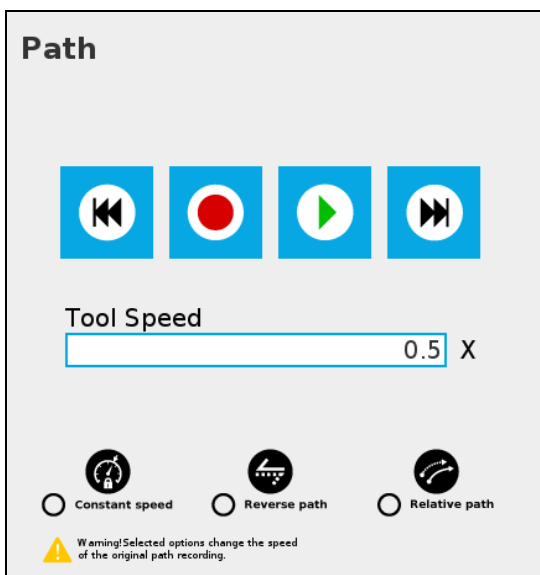 Path
Tool Speed
0.5 X
Constant speed
Reverse path
Relative path
Warning!Selected options change the speed
of the original path recording.